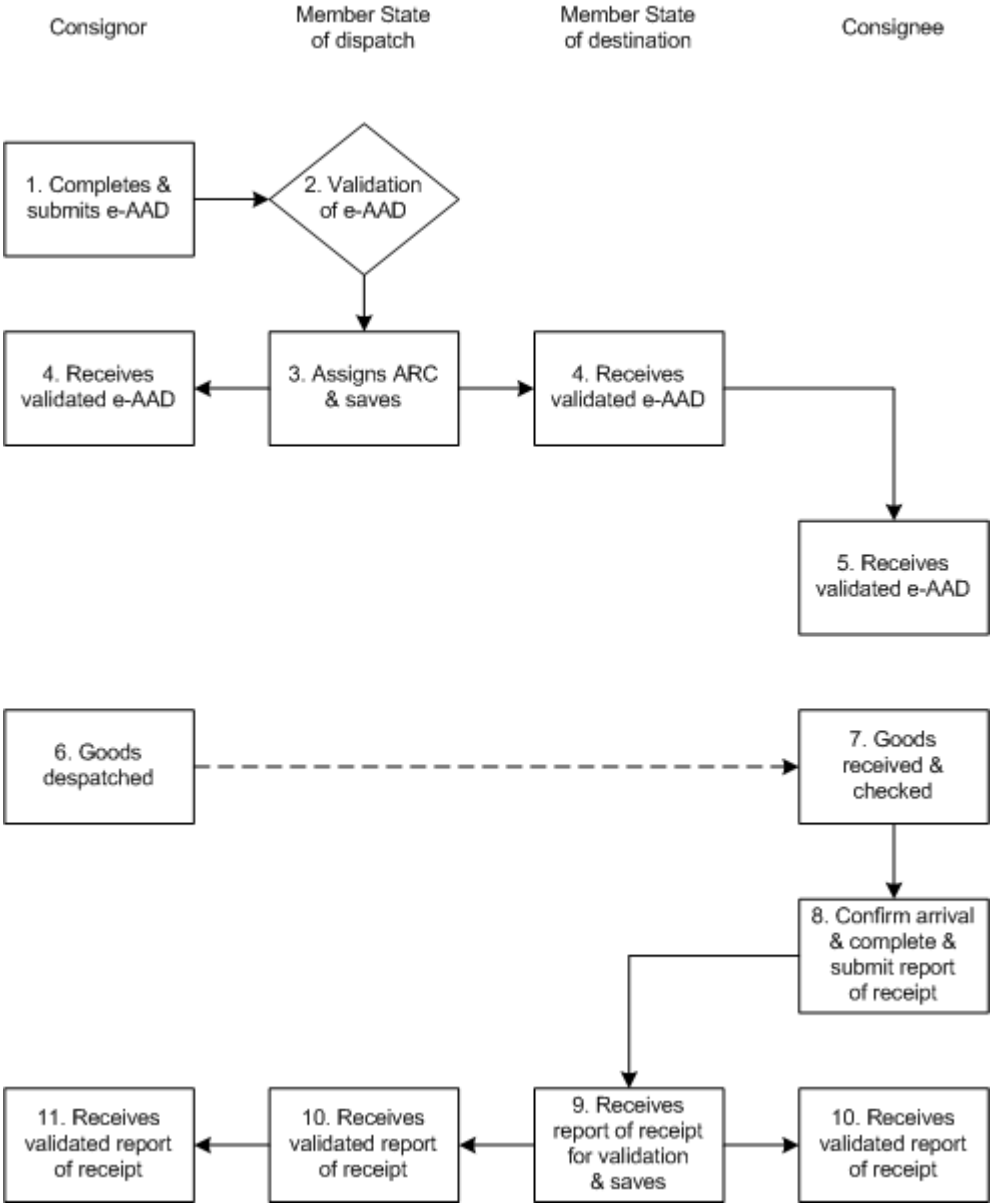 Consignor
Member State
of dispatch
Member State
of destination
Consignee
1. Completes &
submits e-AAD
2. Validation
of e-AAD
4. Receives
validated e-AAD
3. Assigns ARC
& saves
4. Receives
validated e-AAD
5. Receives
validated e-AAD
6. Goods
despatched
7. Goods
received &
checked
8. Confirm arrival
& complete &
submit report
of receipt
11. Receives
validated report
of receipt
10. Receives
validated report
of receipt
9. Receives
report of receipt
for validation
& saves
10. Receives
validated report
of receipt